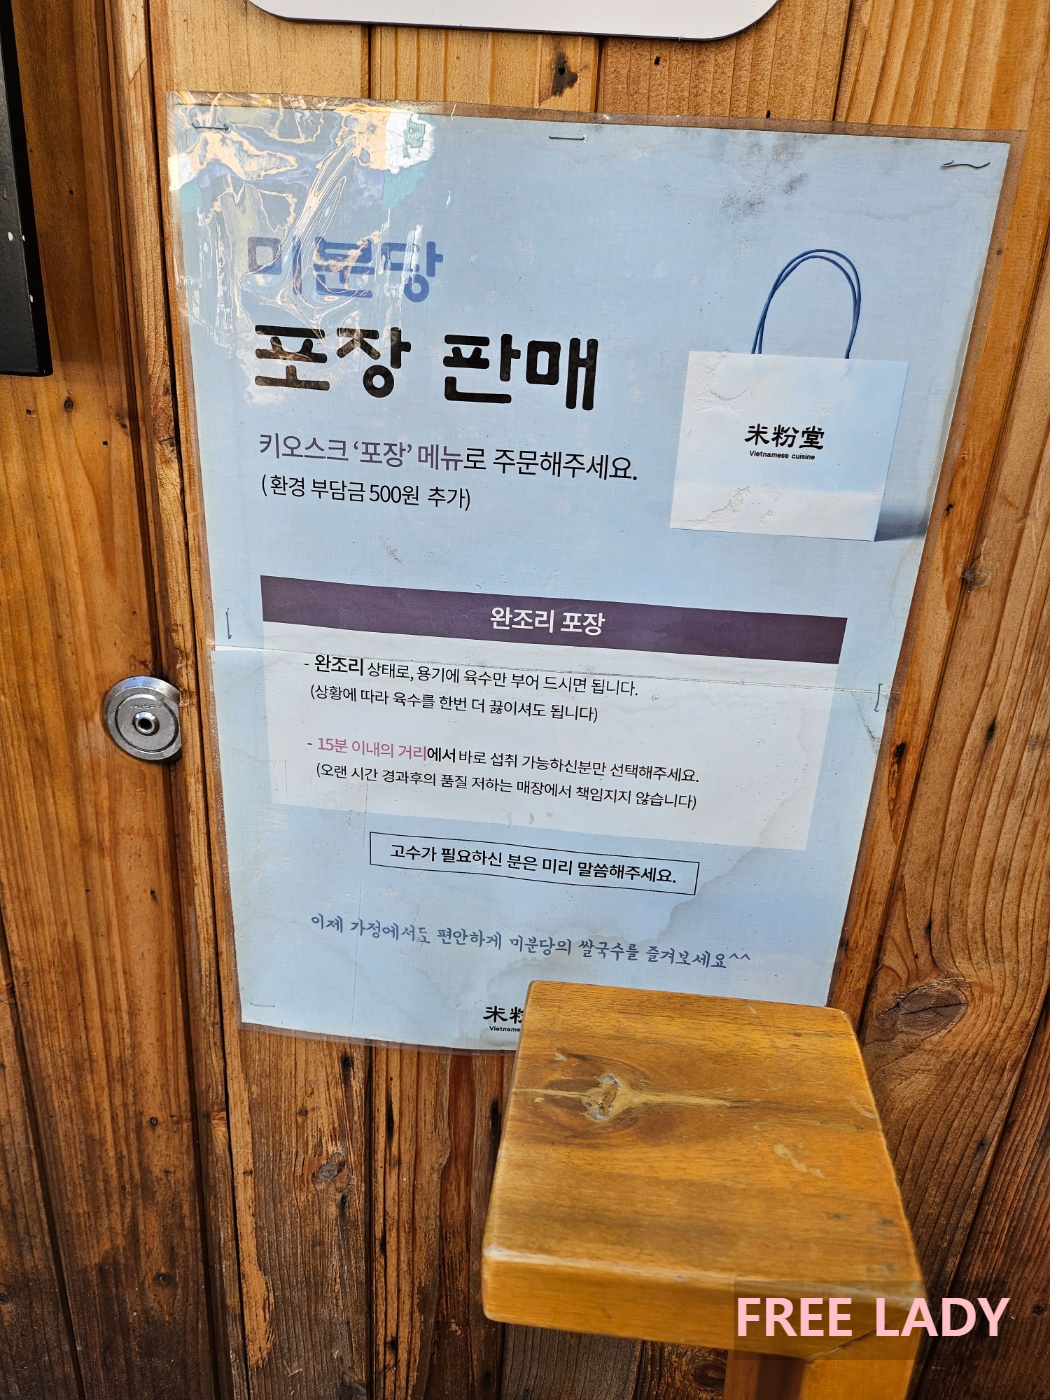 미분당
포장 판매
키오스크 ‘포장’ 메뉴로 주문해주세요.
( 환경 부담금 500원 추가)
米粉堂
Vietnamese cuisine
완조리 포장
- 완조리 상태로, 용기에 육수만 부어 드시면 됩니다.
(상황에 따라 육수를 한번 더 끓이셔도 됩니다)
- 15분 이내의 거리에서 바로 섭취 가능하신분만 선택해주세요.
(오랜 시간 경과후의 품질 저하는 매장에서 책임지지 않습니다)
고수가 필요하신 분은 미리 말씀해주세요.
이제 가정에서도 편안하게 미분당의 쌀국수를 즐겨보세요^^
米粉
Vietname
FREE LADY